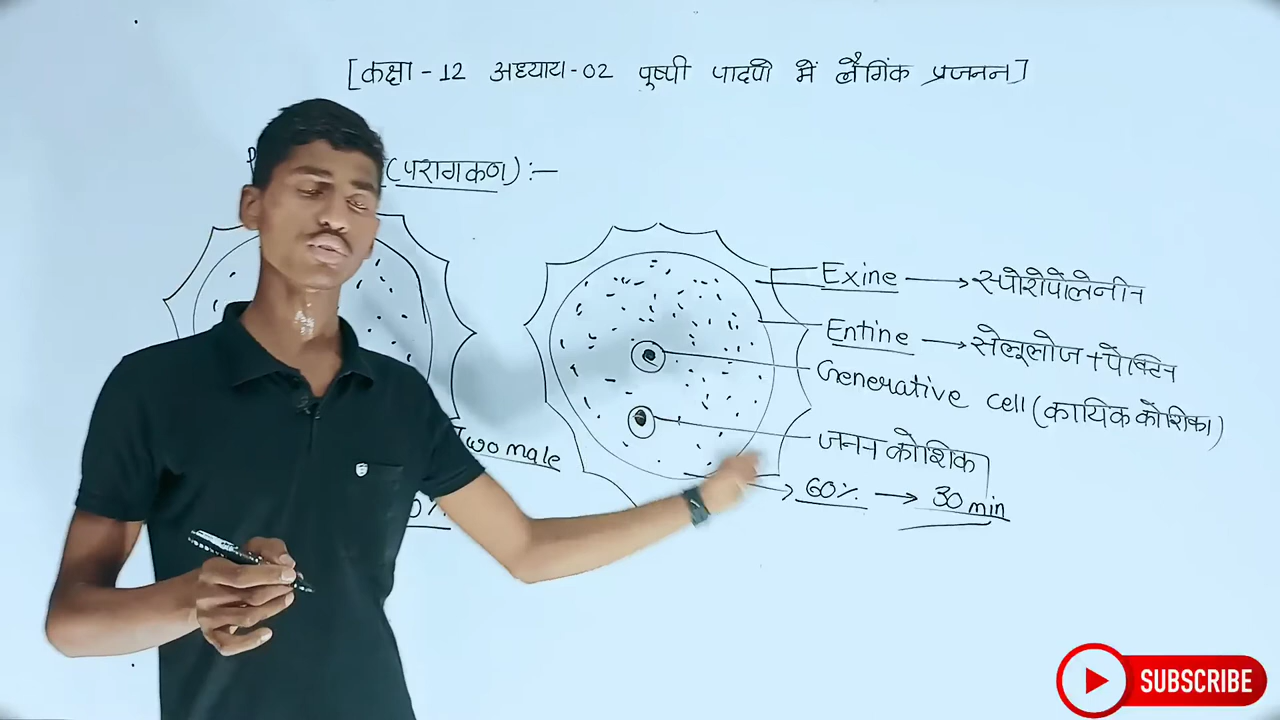 [कक्षा - 12 अध्याय - 02 पुष्पी पादपो में लैगिंक प्रजनन]
(परागकण) :-
Exine → स्पोरोपोलेनीन
Entine → सेलूलोज + पेक्टिन
Generative cell (कायिक कोशिका)
जनन कोशिक
two male
60% → 30 min
SUBSCRIBE